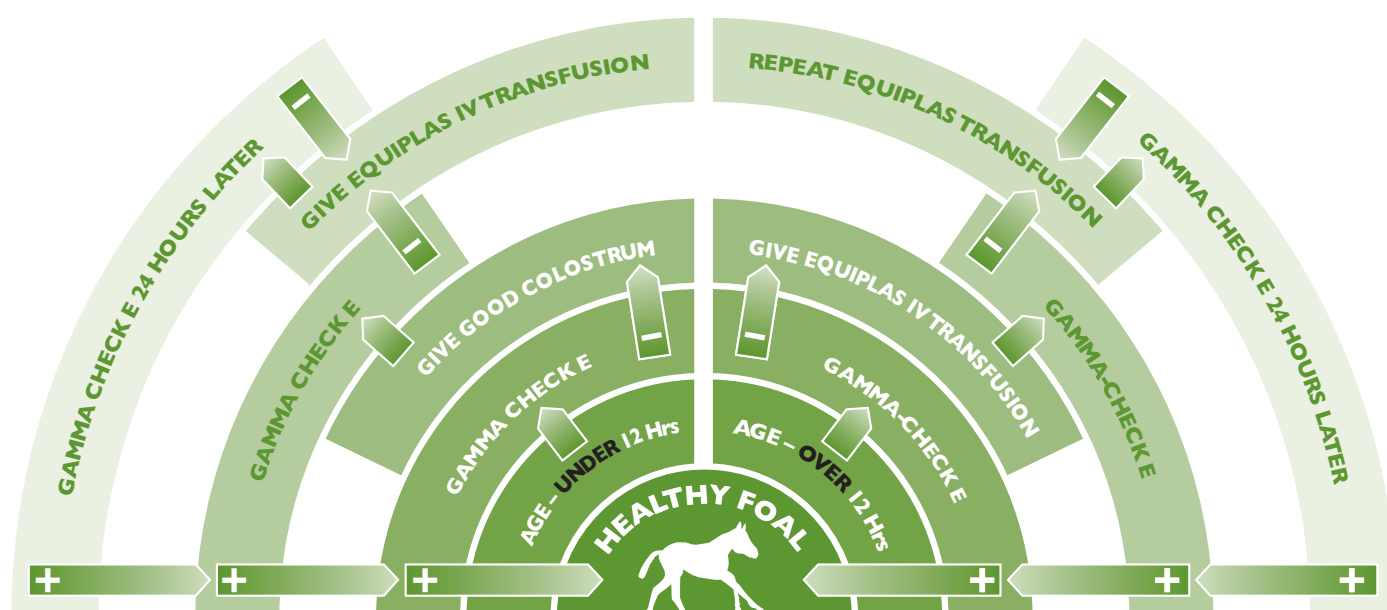 GAMMA CHECK E 24 HOURS LATER
GIVE EQUIPLAS IV TRANSFUSION
GAMMA CHECK E
GIVE GOOD COLOSTRUM
GAMMA CHECK E
AGE – UNDER 12 Hrs
HEALTHY FOAL
AGE – OVER 12 Hrs
GAMMA-CHECK E
GIVE EQUIPLAS IV TRANSFUSION
GAMMA-CHECK E
REPEAT EQUIPLAS TRANSFUSION
GAMMA CHECK E 24 HOURS LATER
– – – – – –
+ + + + + +